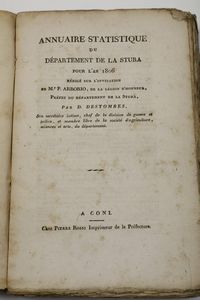 ANNUAIRE STATISTIQUE
DU
DÉPARTEMENT DE LA STURA
POUR L'AN 1806
RÉDIGÉ SUR L'INVITATION
DE Mr P. ARBORIO, DE LA LÉGION D'HONNEUR,
PRÉFET DU DÉPARTEMENT DE LA STURA,
PAR D. DESTOMBES,
Son secrétaire intime, chef de la division de guerre et
police, et membre libre de la société d'agriculture,
sciences et arts, du département.
A CONI.
Chez PIERRE ROSSI Imprimeur de la Préfecture.